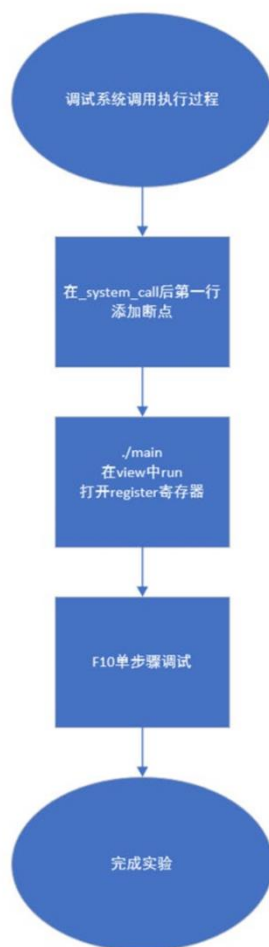 调试系统调用执行过程
在_system_call后第一行
添加断点
./main
在view中run
打开register寄存器
F10单步骤调试
完成实验